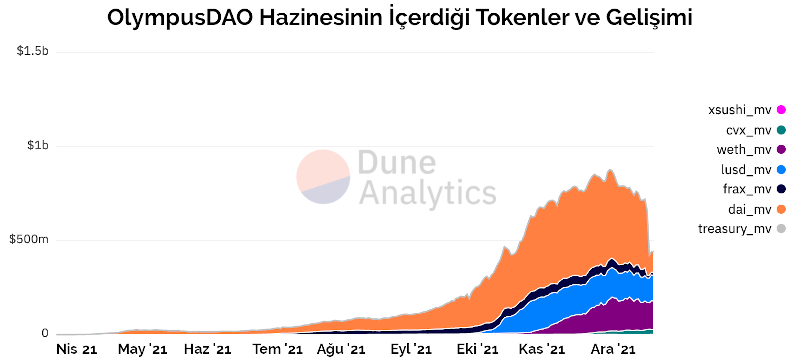 OlympusDAO Hazinesinin İçerdiği Tokenler ve Gelişimi
$1.5b
$1b
$500m
0
Dune
Analytics
xsushi_mv
cvx_mv
weth_mv
lusd_mv
frax_mv
dai_mv
treasury_mv
Nis '21 May '21 Haz '21 Tem '21 Ağu '21 Eyl '21 Eki '21 Kas '21 Ara '21